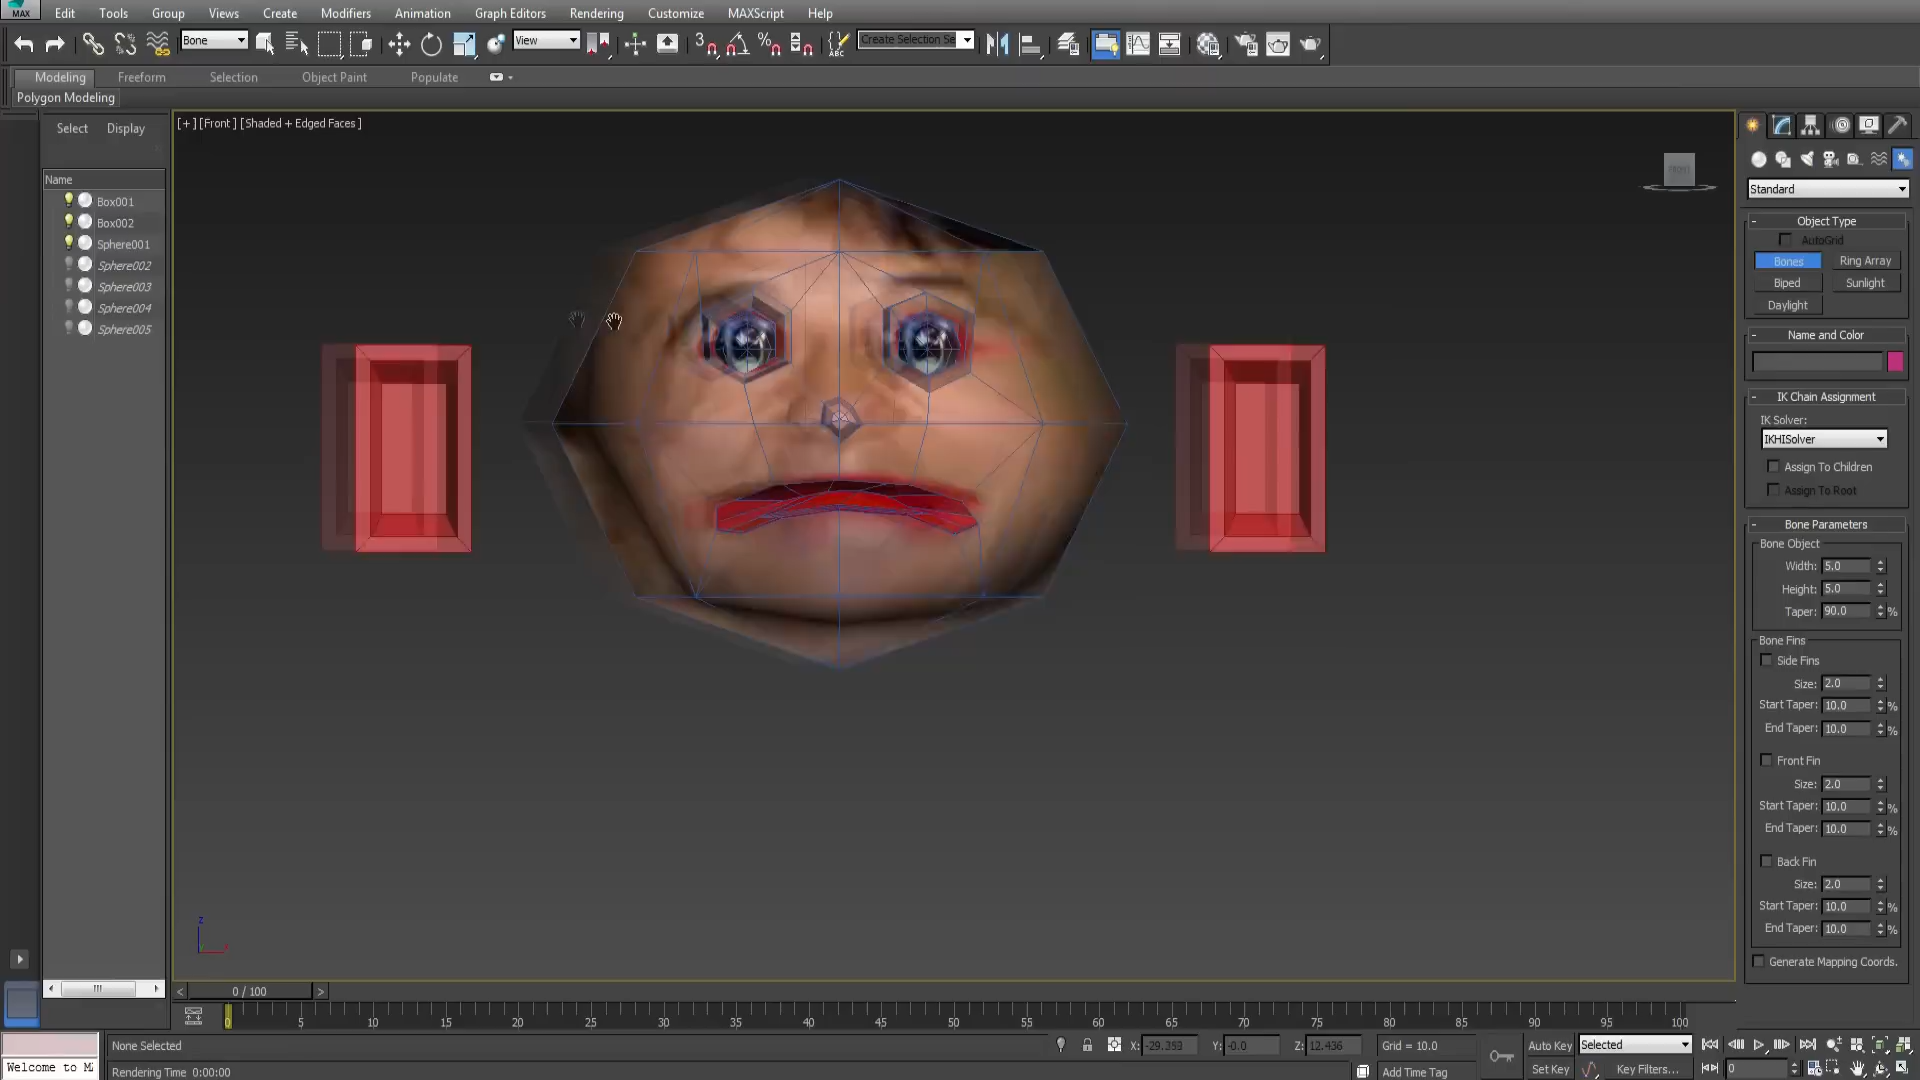 MAX Edit Tools Group Views Create Modifiers Animation Graph Editors Rendering Customize MAXScript Help
Bone View 3 % ABC Create Selection Se
Modeling Freeform Selection Object Paint Populate
Polygon Modeling
Select Display
Name
Box001
Box002
Sphere001
Sphere002
Sphere003
Sphere004
Sphere005
[+] [Front] [Shaded + Edged Faces]
FRONT
z
Standard
- Object Type
AutoGrid
Bones Ring Array
Biped Sunlight
Daylight
- Name and Color
- IK Chain Assignment
IK Solver:
IKHISolver
Assign To Children
Assign To Root
- Bone Parameters
Bone Object
Width: 5.0
Height: 5.0
Taper: 90.0 %
Bone Fins
Side Fins
Size: 2.0
Start Taper: 10.0 %
End Taper: 10.0 %
Front Fin
Size: 2.0
Start Taper: 10.0 %
End Taper: 10.0 %
Back Fin
Size: 2.0
Start Taper: 10.0 %
End Taper: 10.0 %
Generate Mapping Coords.
< 0 / 100 >
0 5 10 15 20 25 30 35 40 45 50 55 60 65 70 75 80 85 90 95 100
None Selected X: -29.393 Y: -0.0 Z: 12.436 Grid = 10.0 Auto Key Selected
Welcome to M Rendering Time 0:00:00 Add Time Tag Set Key Key Filters... 0